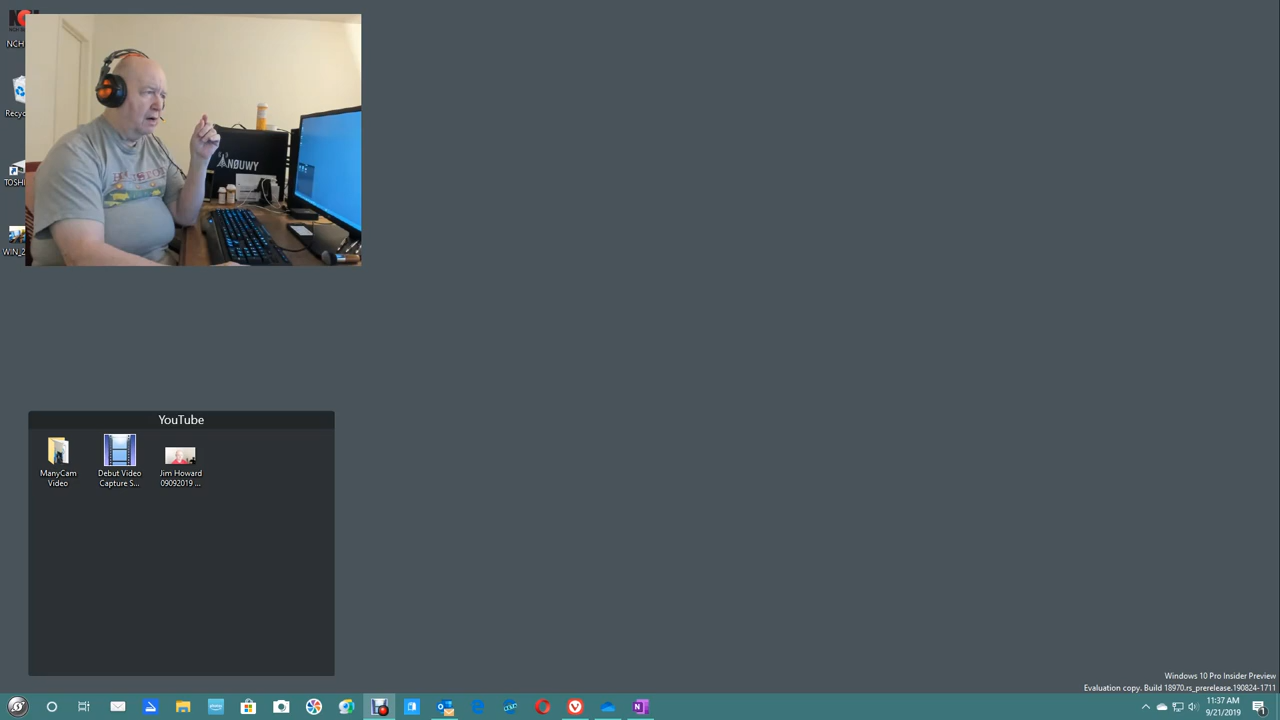 NCH
Recyc
TOSHI
WIN_2
NØUWY
YouTube
ManyCam
Video
Debut Video
Capture S...
Jim Howard
09092019 ...
Windows 10 Pro Insider Preview
Evaluation copy. Build 18970.rs_prerelease.190824-1711
11:37 AM
9/21/2019